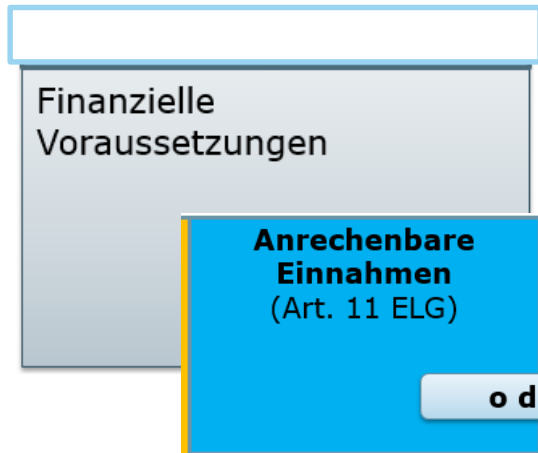 Finanzielle
Voraussetzungen
Anrechenbare
Einnahmen
(Art. 11 ELG)
o d